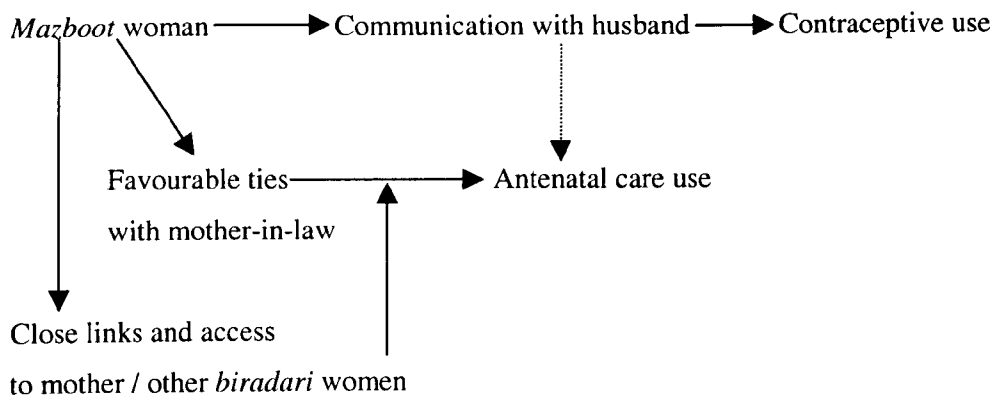 Mazboot woman Communication with husband Contraceptive use
Favourable ties Antenatal care use
with mother-in-law
Close links and access
to mother / other biradari women